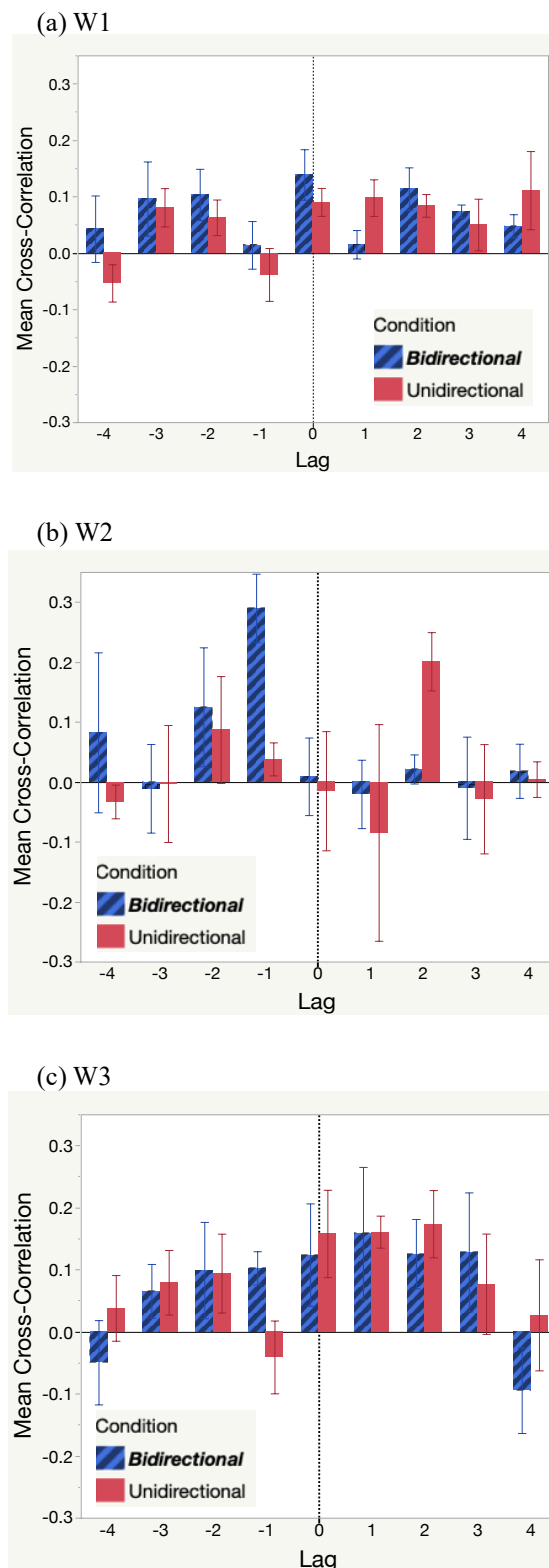 (a) W1
Mean Cross-Correlation
0.3
0.2
0.1
0.0
-0.1
-0.2
-0.3
Condition
Bidirectional
Unidirectional
-4 -3 -2 -1 0 1 2 3 4
Lag
(b) W2
Mean Cross-Correlation
0.3
0.2
0.1
0.0
-0.1
-0.2
-0.3
Condition
Bidirectional
Unidirectional
-4 -3 -2 -1 0 1 2 3 4
Lag
(c) W3
Mean Cross-Correlation
0.3
0.2
0.1
0.0
-0.1
-0.2
-0.3
Condition
Bidirectional
Unidirectional
-4 -3 -2 -1 0 1 2 3 4
Lag